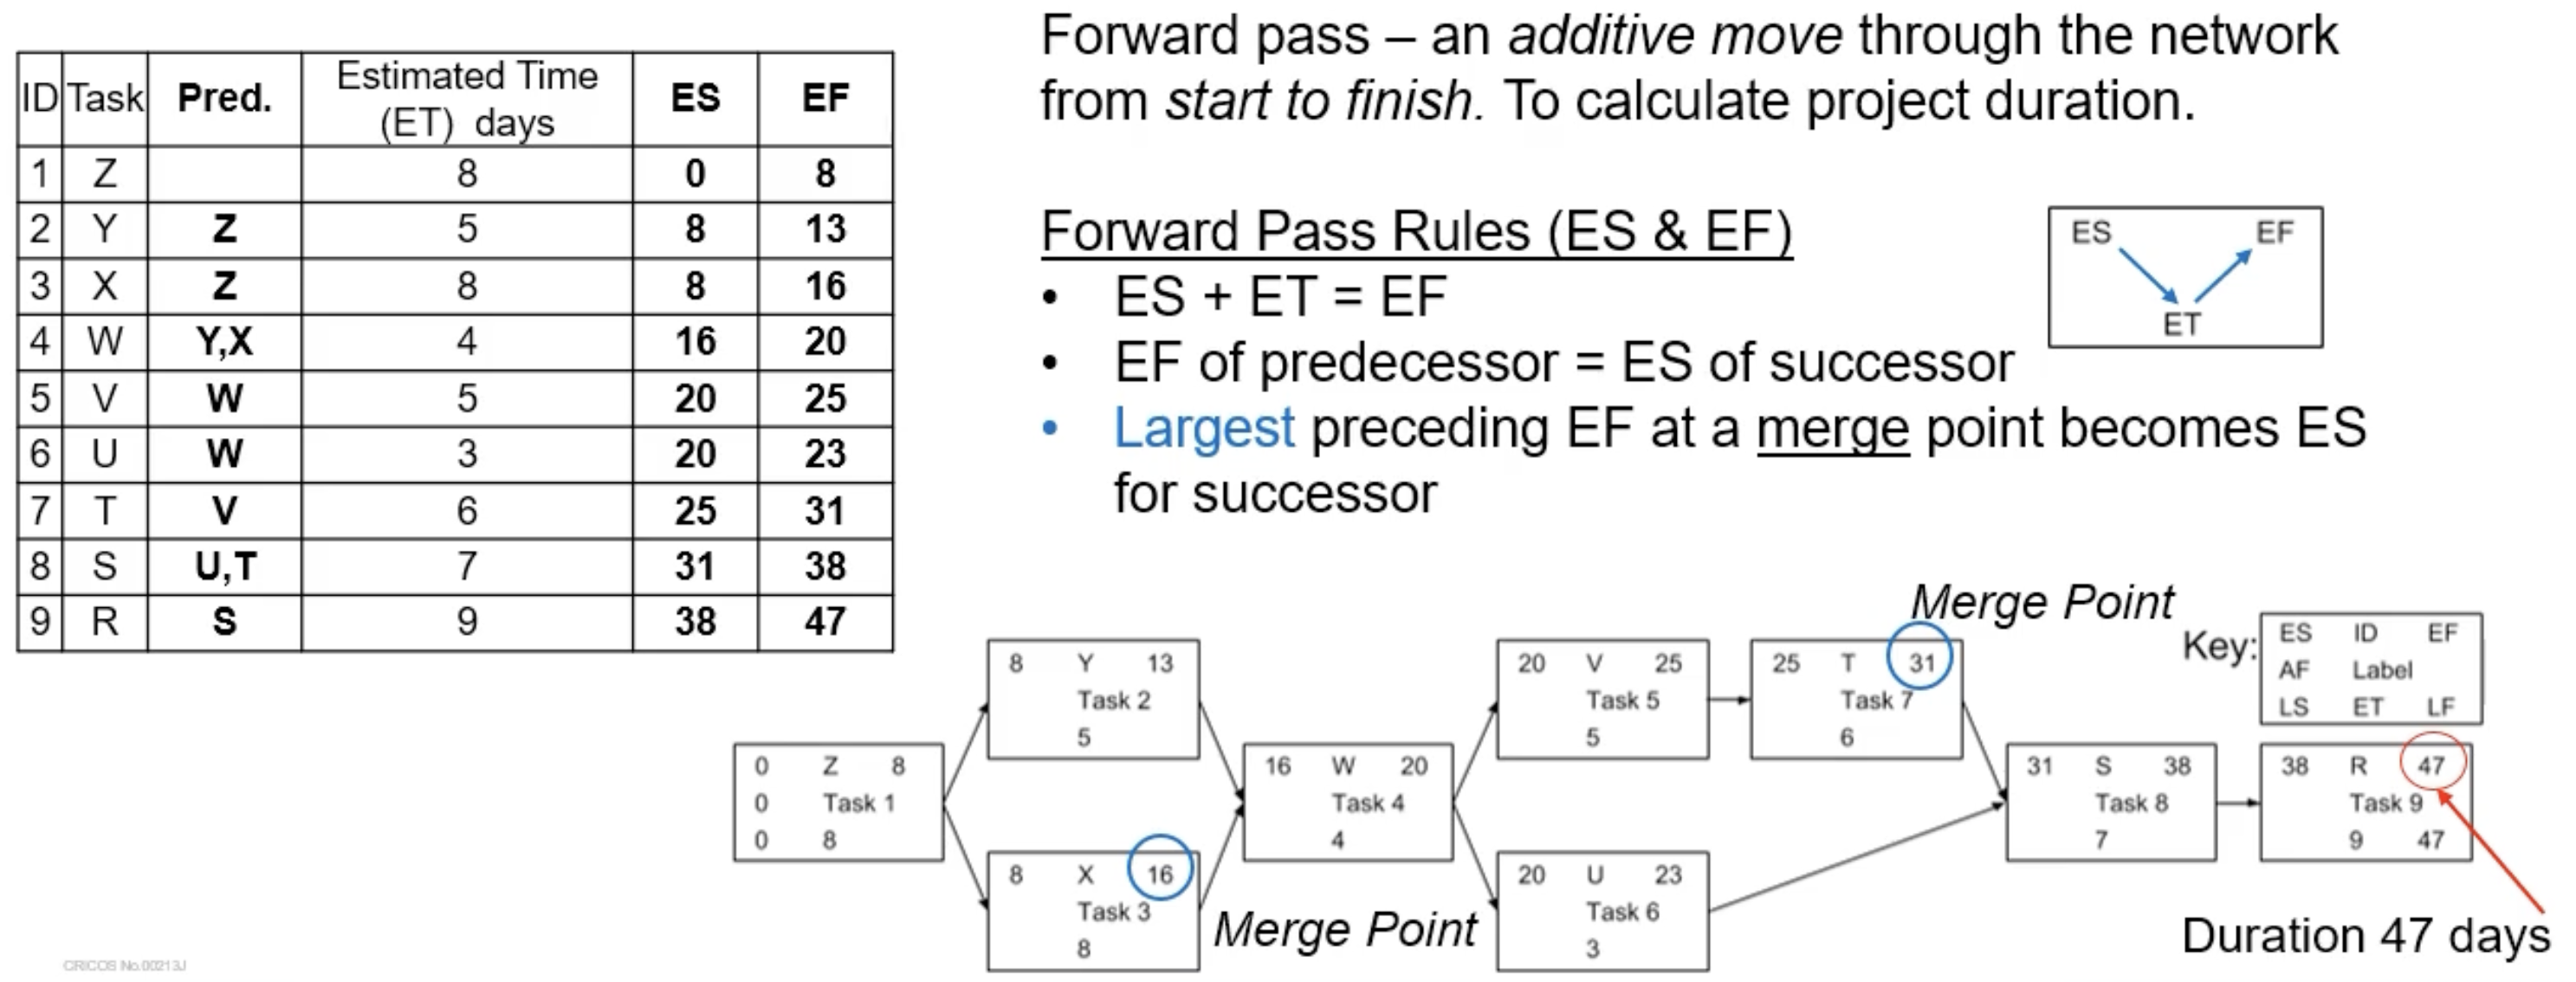 Forward pass – an additive move through the network
from start to finish. To calculate project duration.
ID Task Pred. Estimated Time (ET) days ES EF
1 Z 8 0 8
2 Y Z 5 8 13
3 X Z 8 8 16
4 W Y,X 4 16 20
5 V W 5 20 25
6 U W 3 20 23
7 T V 6 25 31
8 S U,T 7 31 38
9 R S 9 38 47
Forward Pass Rules (ES & EF)
• ES + ET = EF
• EF of predecessor = ES of successor
• Largest preceding EF at a merge point becomes ES
for successor
ES EF
ET
Merge Point
Key:
ES ID EF
AF Label
LS ET LF
0 Z 8
0 Task 1
0 8
8 Y 13
Task 2
5
8 X 16
Task 3
8
Merge Point
16 W 20
Task 4
4
20 V 25
Task 5
5
20 U 23
Task 6
3
25 T 31
Task 7
6
31 S 38
Task 8
7
38 R 47
Task 9
9 47
Duration 47 days
CRICOS No.00213J